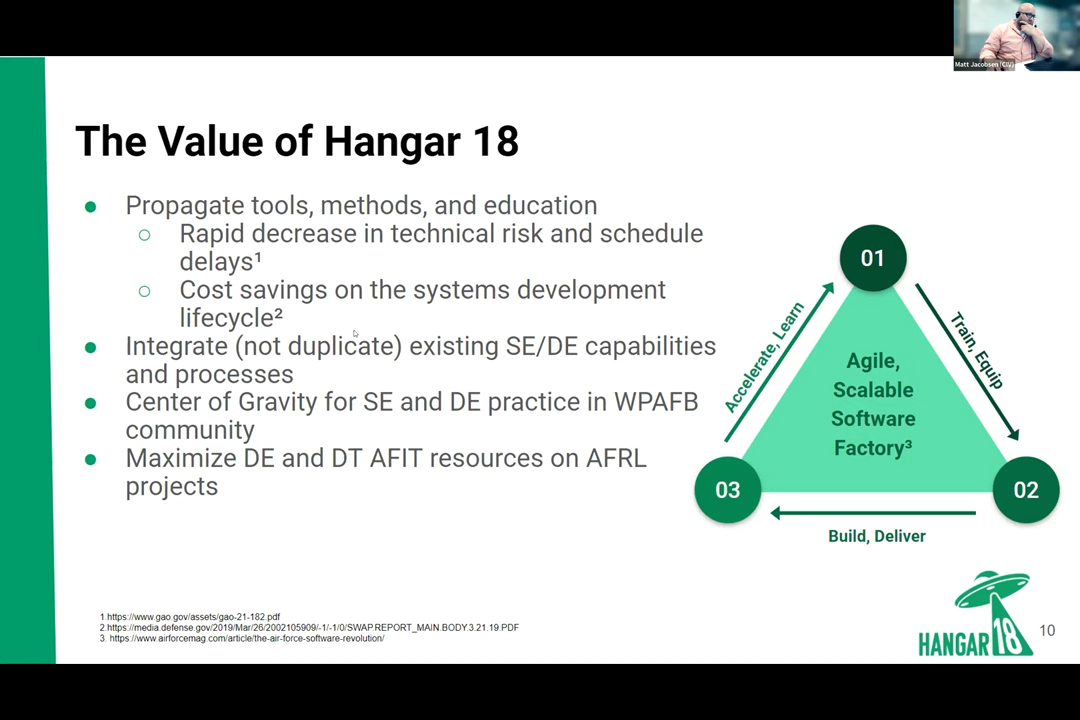 Matt Jacobsen (CIV)
The Value of Hangar 18
● Propagate tools, methods, and education
○ Rapid decrease in technical risk and schedule
delays¹
○ Cost savings on the systems development
lifecycle²
● Integrate (not duplicate) existing SE/DE capabilities
and processes
● Center of Gravity for SE and DE practice in WPAFB
community
● Maximize DE and DT AFIT resources on AFRL
projects
01
Accelerate, Learn
Train, Equip
Agile,
Scalable
Software
Factory³
03
02
Build, Deliver
1.https://www.gao.gov/assets/gao-21-182.pdf
2.https://media.defense.gov/2019/Mar/26/2002105909/-1/-1/0/SWAP.REPORT_MAIN.BODY.3.21.19.PDF
3. https://www.airforcemag.com/article/the-air-force-software-revolution/
HANGAR 18
10